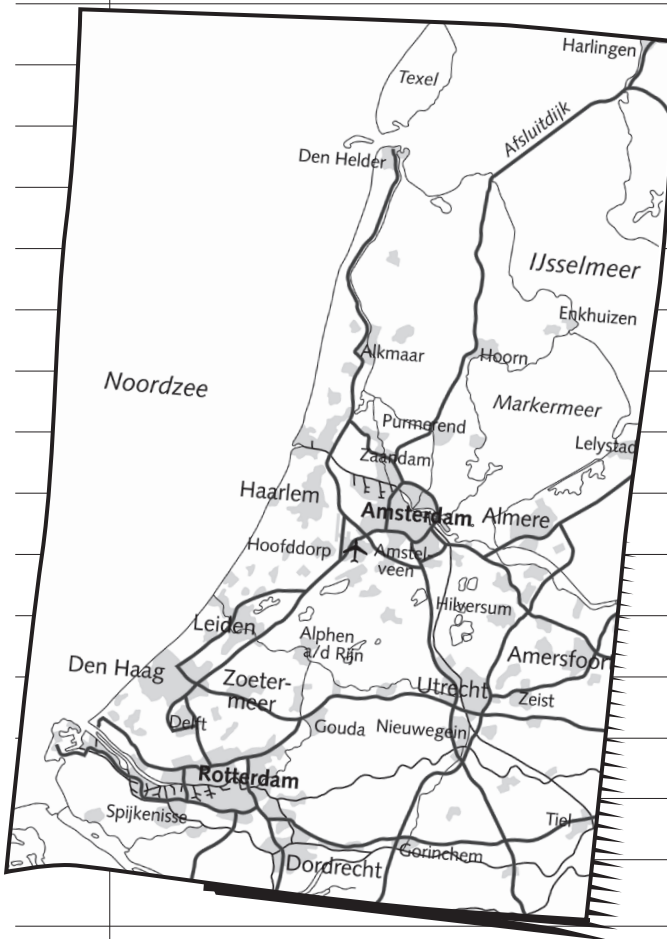 Harlingen
Texel
Afsluitdijk
Den Helder
IJsselmeer
Enkhuizen
Alkmaar
Hoorn
Noordzee
Markermeer
Purmerend
Lelystad
Zaandam
Haarlem
Amsterdam
Almere
Hoofddorp
Amstel-
veen
Hilversum
Leiden
Alphen
a/d Rijn
Amersfoor
Den Haag
Zoeter-
meer
Utrecht
Zeist
Delft
Gouda
Nieuwegein
Rotterdam
Spijkenisse
Tiel
Gorinchem
Dordrecht